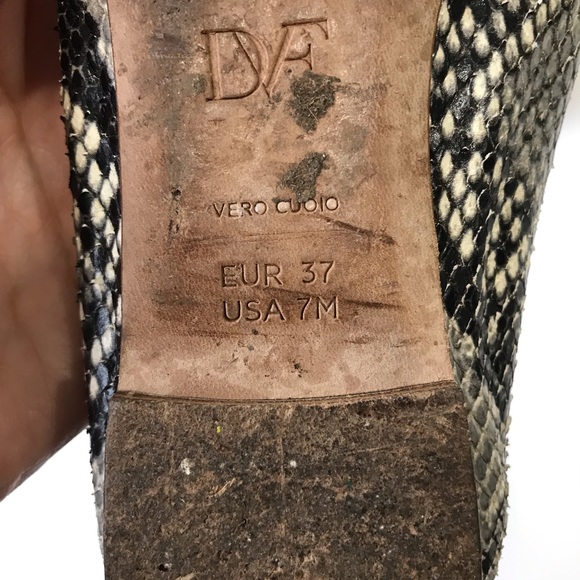 DVF
VERO CUOIO
EUR 37
USA 7M